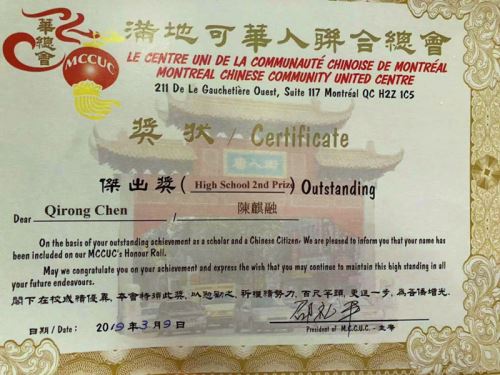 華總會
MCCUC
滿地可華人聯合總會
LE CENTRE UNI DE LA COMMUNAUTÉ CHINOISE DE MONTRÉAL
MONTREAL CHINESE COMMUNITY UNITED CENTRE
211 De Le Gauchetière Ouest, Suite 117 Montréal QC H2Z 1C5
獎狀 / Certificate
傑出獎( High School 2nd Prize) Outstanding
Dear Qirong Chen / 陳麒融
On the basis of your outstanding achievement as a scholar and a Chinese Citizen. We are pleased to inform you that your name
been included on our MCCUC's Honour Roll.
May we congratulate you on your achievement and express the wish that you may continue to maintain this high standing in all
your future endeavours.
閣下在校成績優異,本會特頒此獎,以懋勛之,祈積精努力,百尺竿頭,更進一步,為吾僑增光.
日期 / Date : 2019年3月9日
President of M.C.C.U.C. - 主席